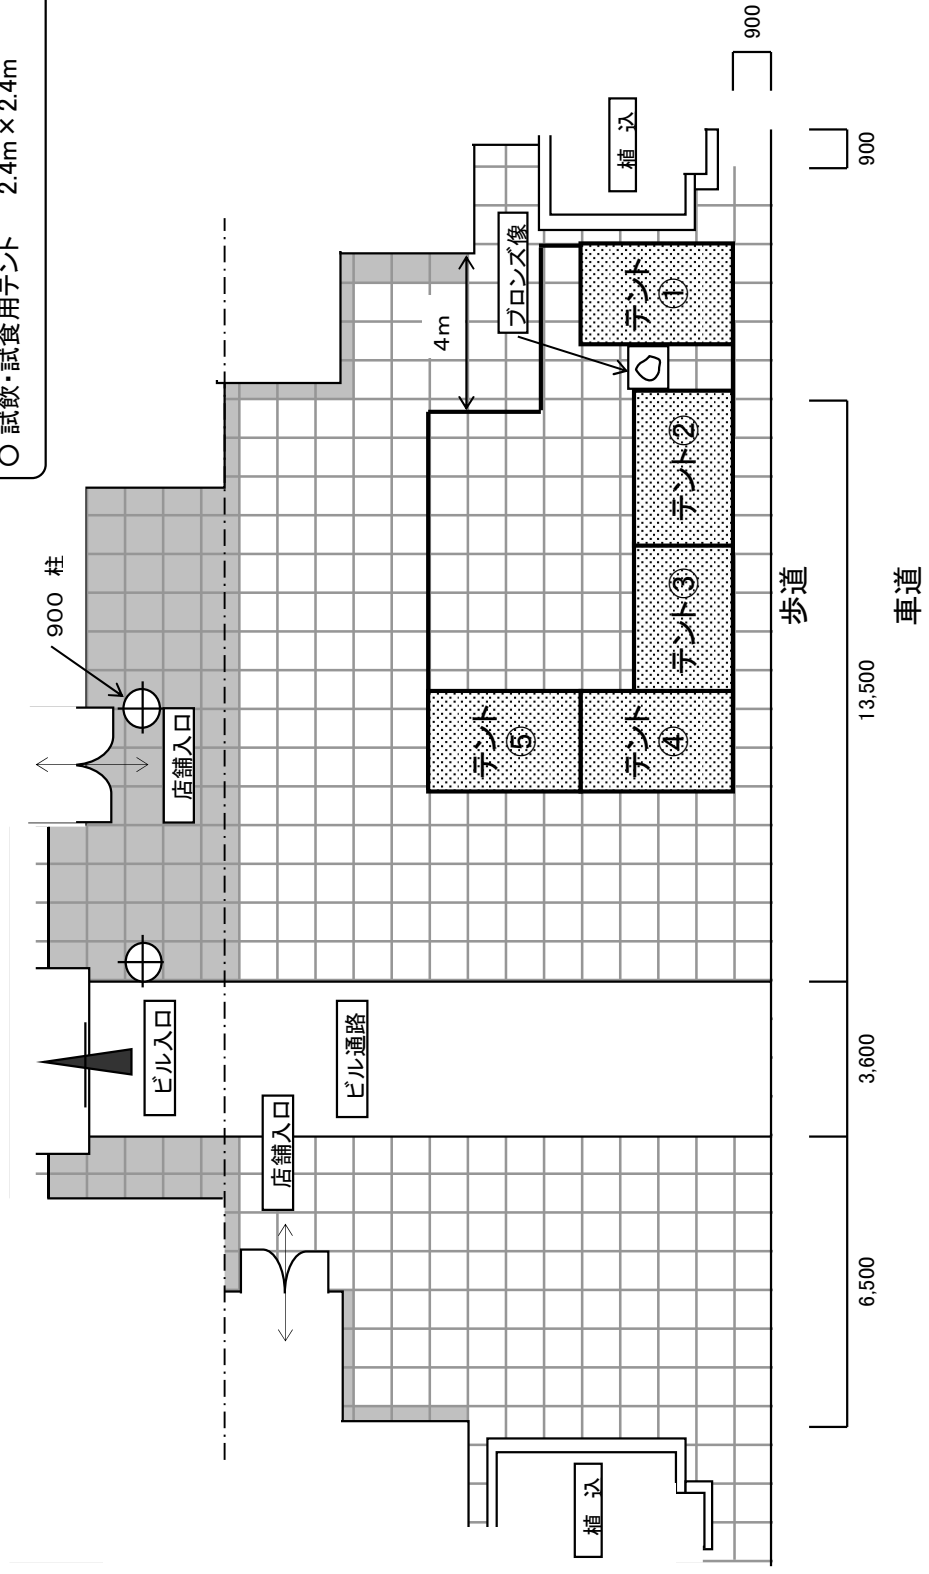 ○ 試飲・試食用テント　2.4m×2.4m
900 柱
店舗入口
ビル入口
ビル通路
店舗入口
4m
ブロンズ像
植 込
植 込
テント
①
テント②
テント③
テント
④
テント
⑤
歩道
車道
6,500
3,600
13,500
900
900